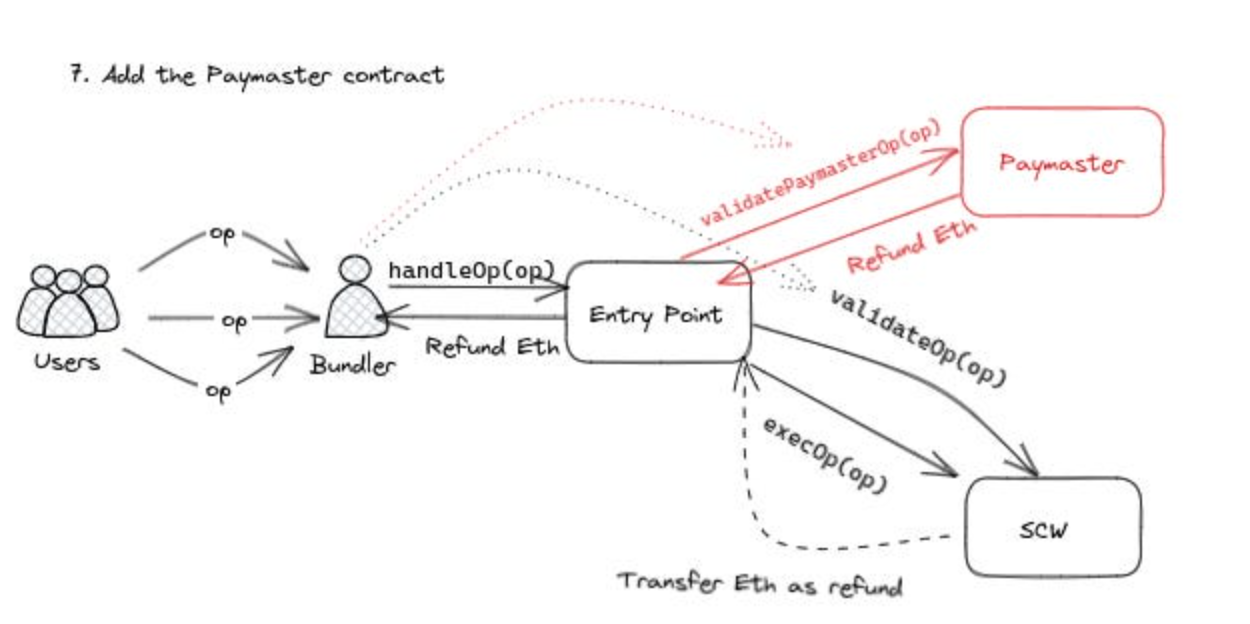 7. Add the Paymaster contract
validatePaymasterOp(op)
Paymaster
Refund Eth
op
op
op
Users
Bundler
handleOp(op)
Refund Eth
Entry Point
validateOp(op)
execOp(op)
SCW
Transfer Eth as refund